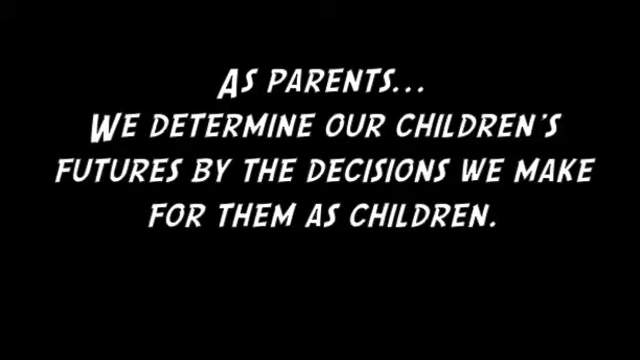 AS PARENTS...
WE DETERMINE OUR CHILDREN'S
FUTURES BY THE DECISIONS WE MAKE
FOR THEM AS CHILDREN.